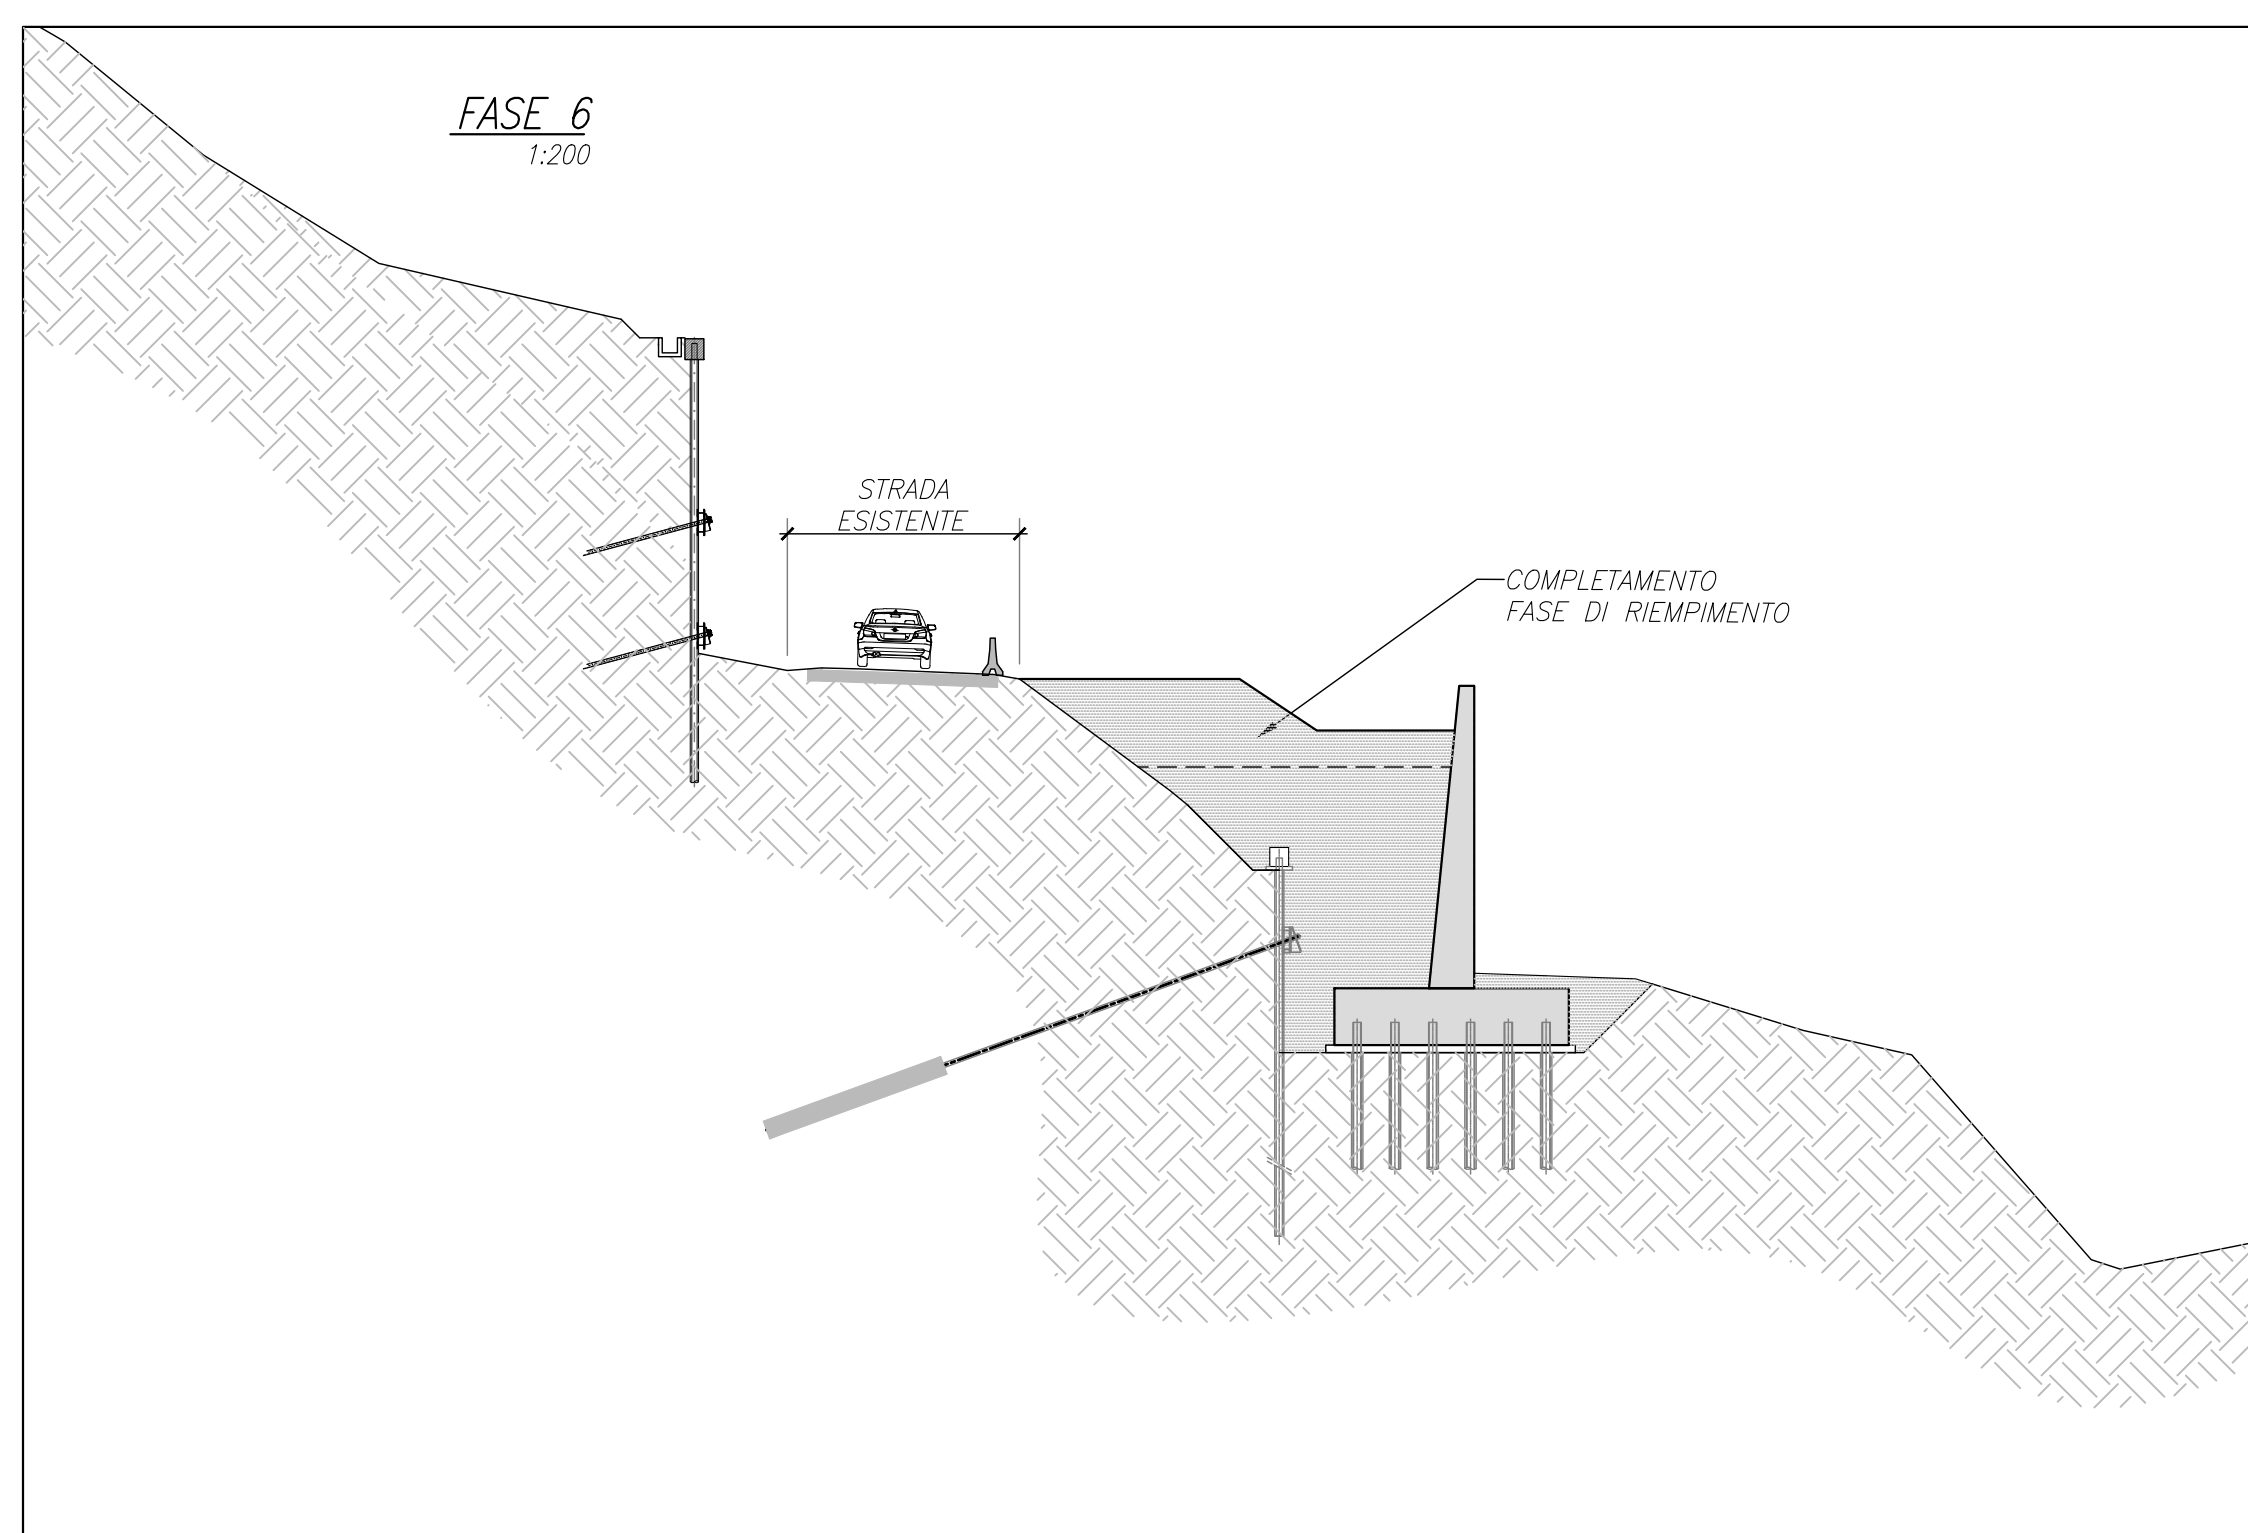 FASE 6
1:200
STRADA
ESISTENTE
COMPLETAMENTO
FASE DI RIEMPIMENTO